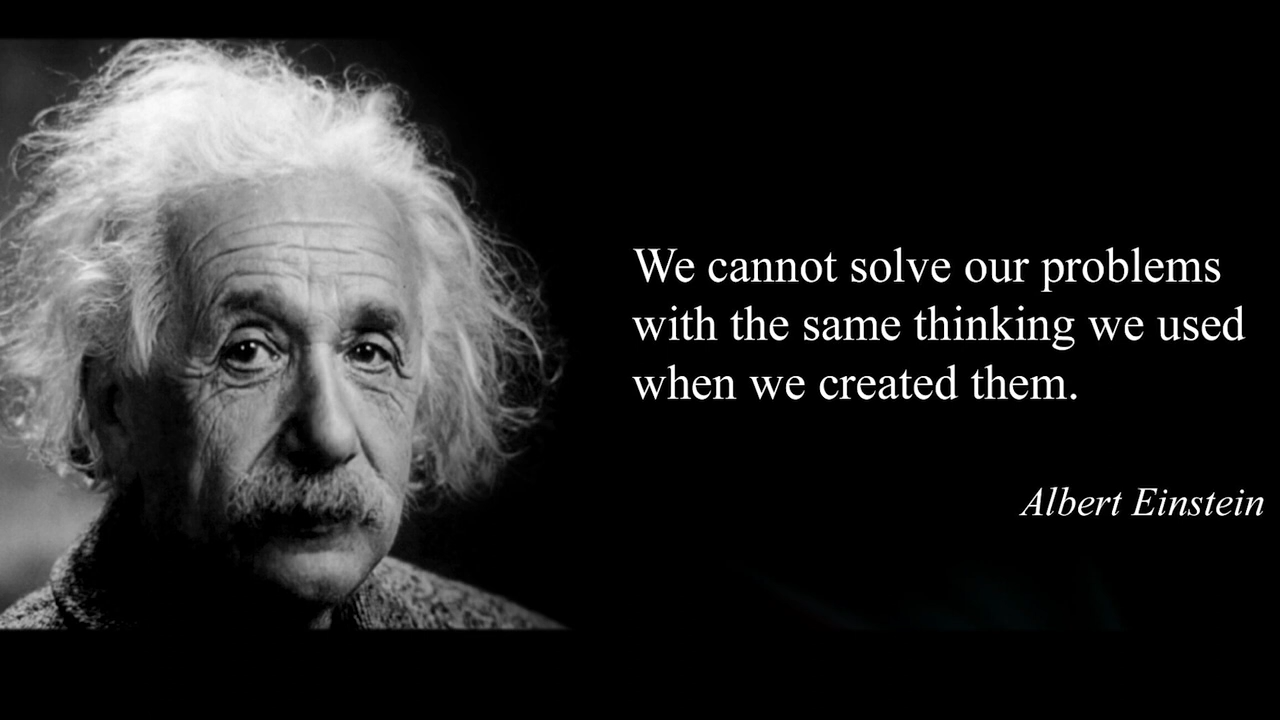 We cannot solve our problems
with the same thinking we used
when we created them.
Albert Einstein